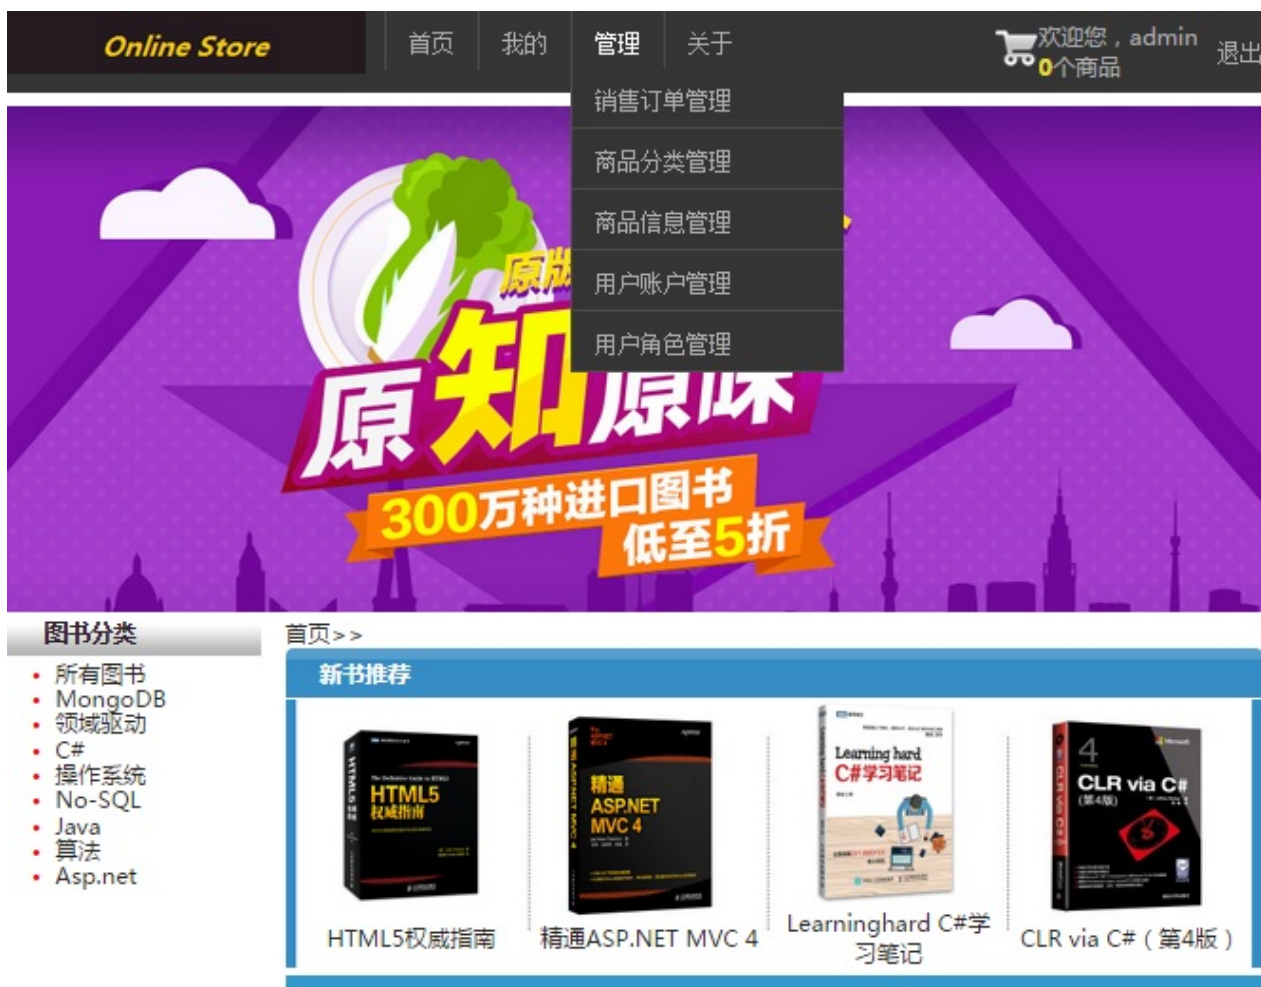 Online Store
首页
我的
管理
关于
欢迎您，admin
0个商品
退出
销售订单管理
商品分类管理
商品信息管理
用户账户管理
用户角色管理
原版
原知原味
300万种进口图书
低至5折
图书分类
所有图书
MongoDB
领域驱动
C#
操作系统
No-SQL
Java
算法
Asp.net
首页>>
新书推荐
HTML5
权威指南
精通
ASP.NET
MVC 4
Learning hard
C#学习笔记
4
Microsoft
CLR via C#
(第4版)
HTML5权威指南
精通ASP.NET MVC 4
Learninghard C#学
习笔记
CLR via C#（第4版）